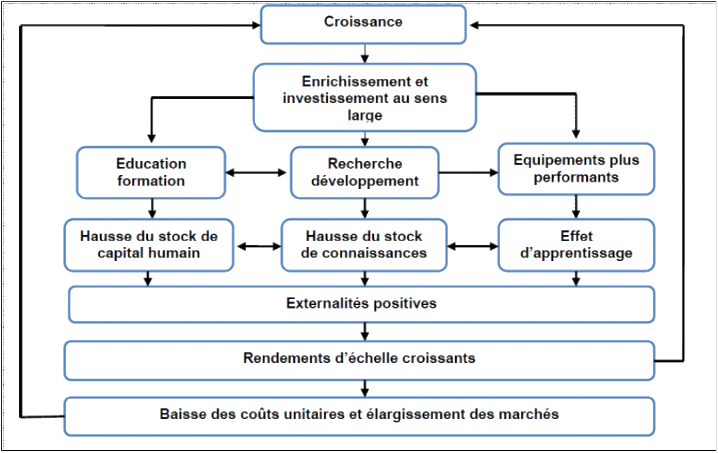 Croissance
Enrichissement et
investissement au sens
large
Education
formation
Recherche
développement
Equipements plus
performants
Hausse du stock de
capital humain
Hausse du stock
de connaissances
Effet
d'apprentissage
Externalités positives
Rendements d'échelle croissants
Baisse des coûts unitaires et élargissement des marchés